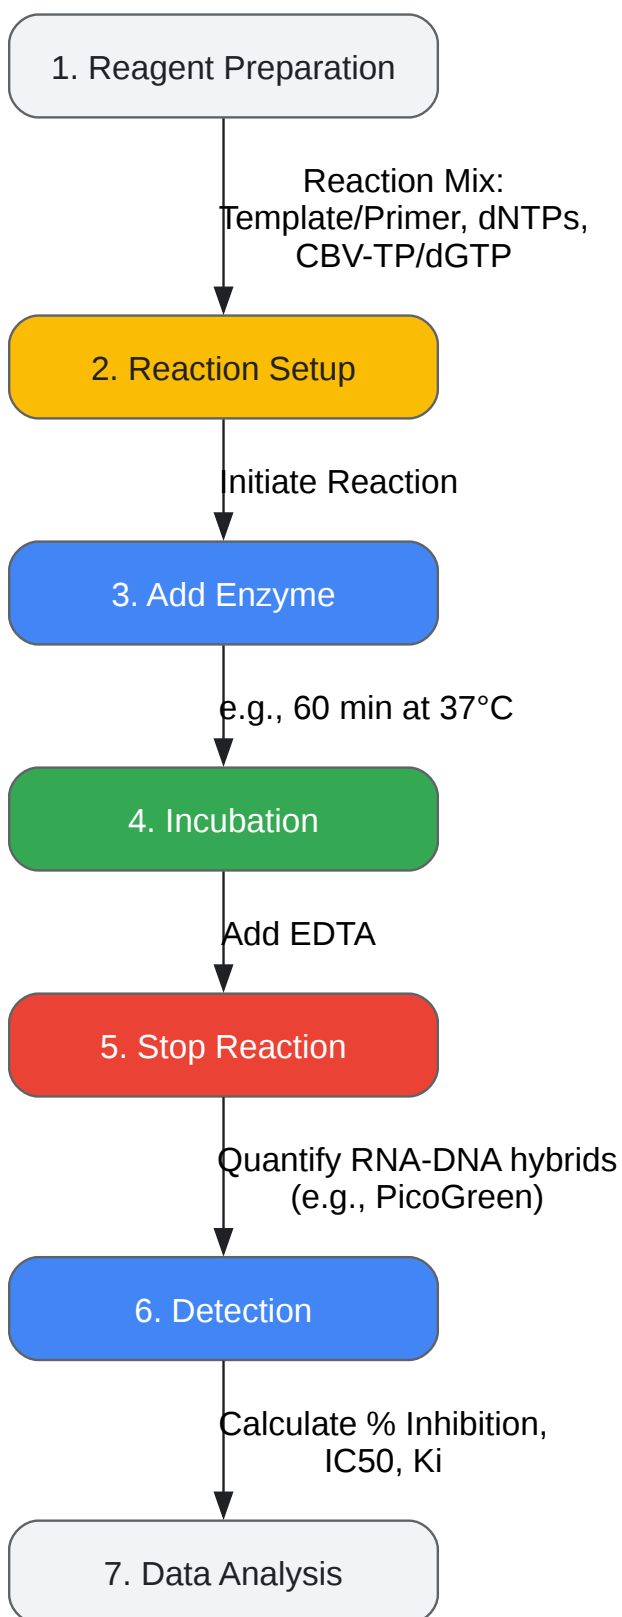 1. Reagent Preparation
Reaction Mix:
Template/Primer, dNTPs,
CBV-TP/dGTP
2. Reaction Setup
Initiate Reaction
3. Add Enzyme
e.g., 60 min at 37°C
4. Incubation
Add EDTA
5. Stop Reaction
Quantify RNA-DNA hybrids
(e.g., PicoGreen)
6. Detection
Calculate % Inhibition,
IC50, Ki
7. Data Analysis